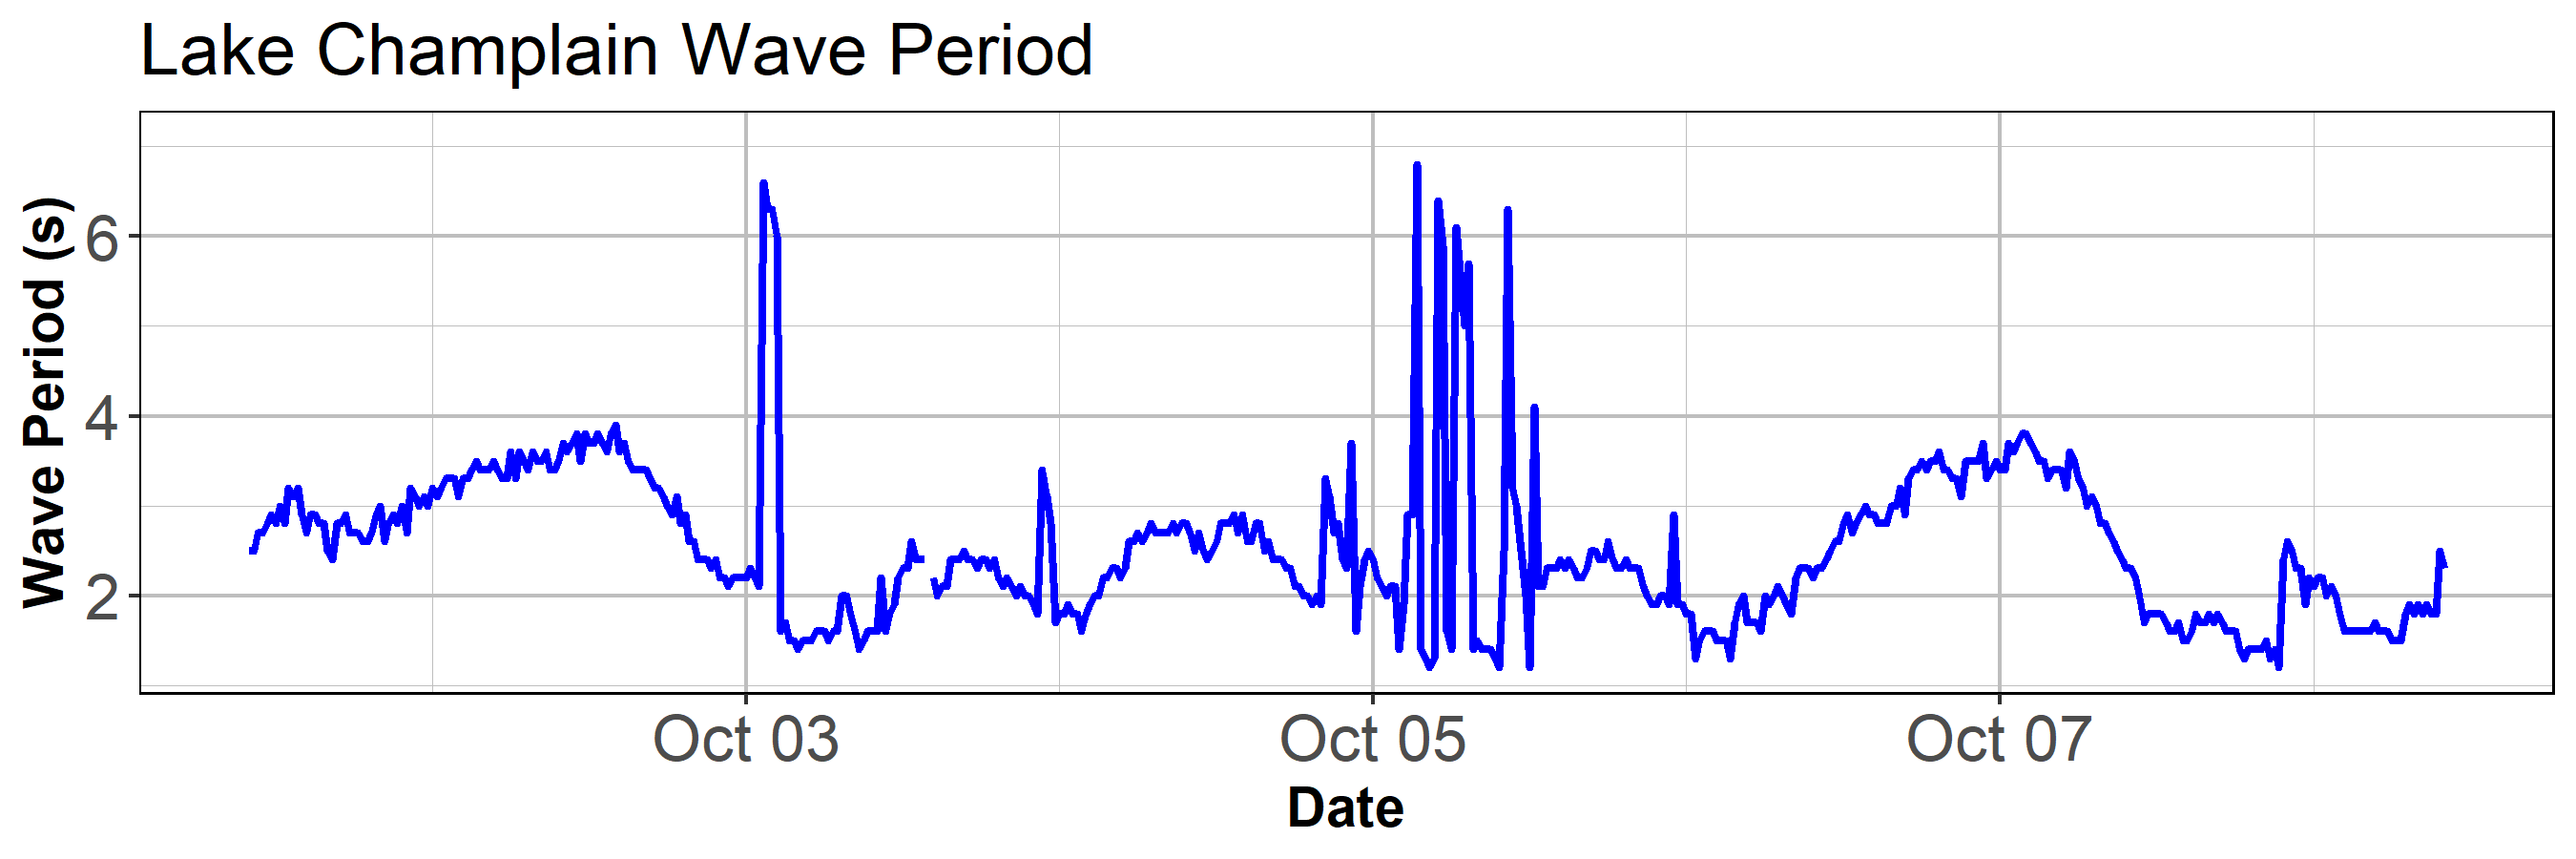 Lake Champlain Wave Period
Wave Period (s)
6
4
2
Oct 03 Oct 05 Oct 07
Date